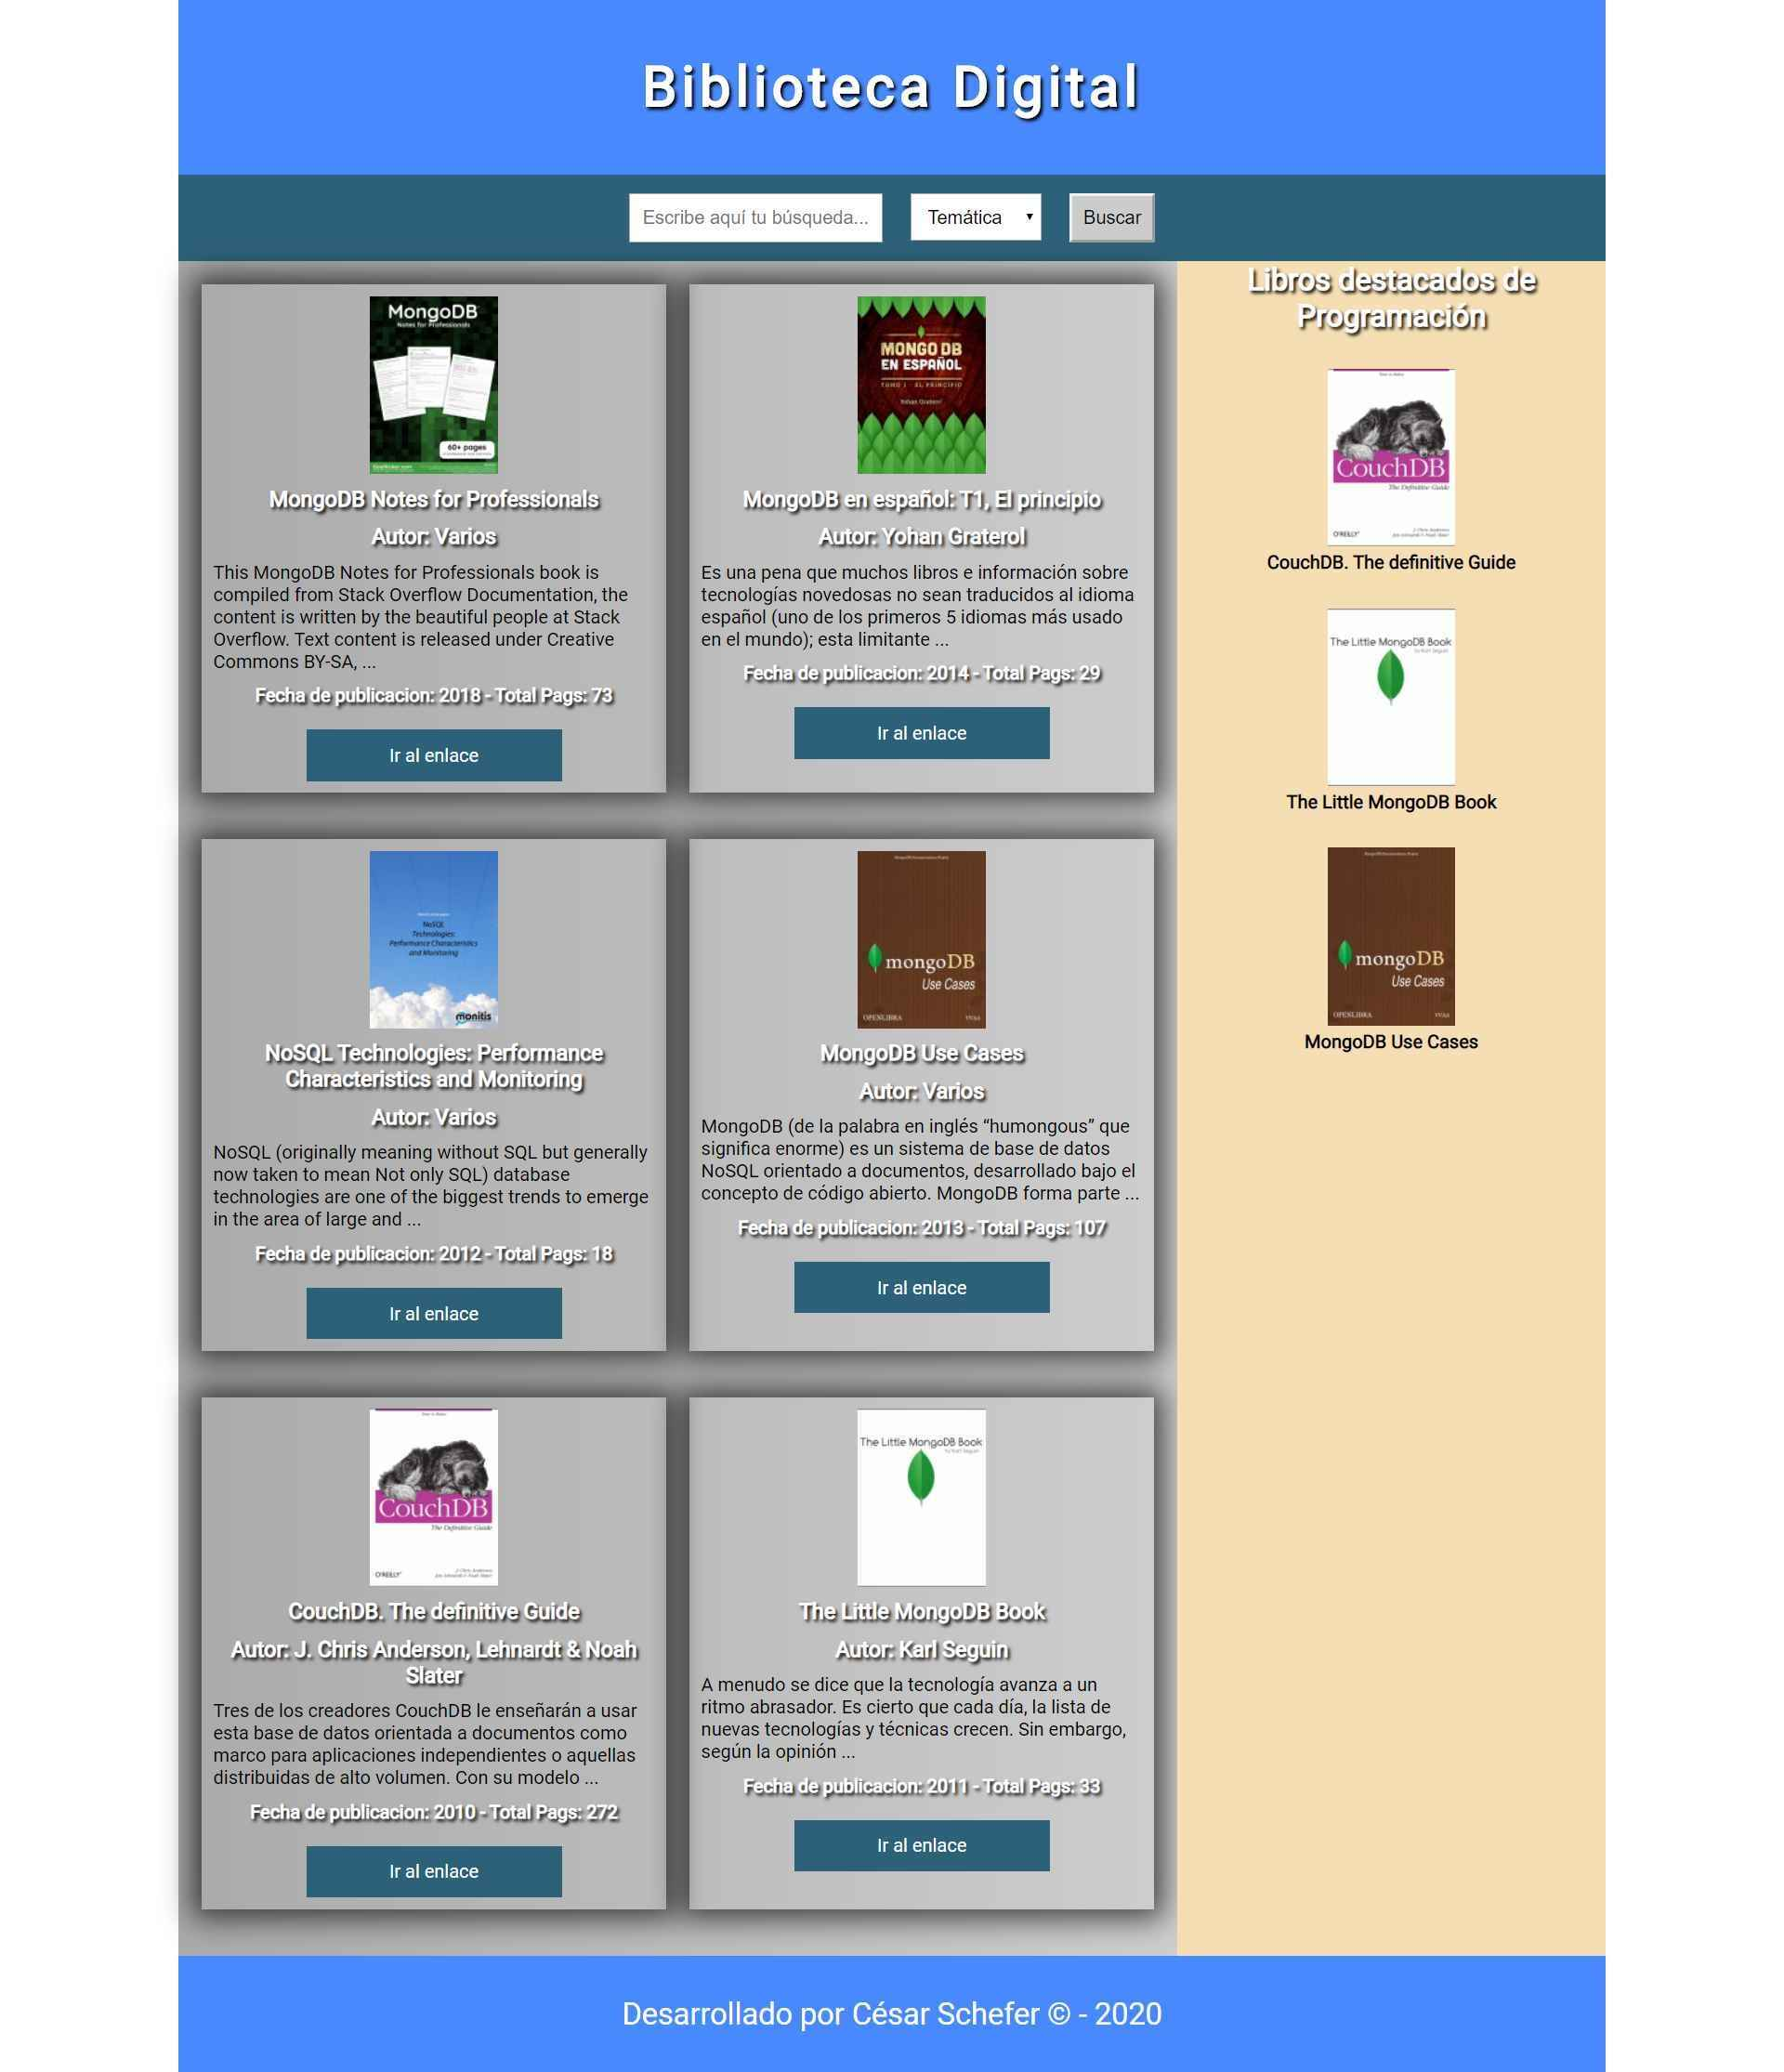 Biblioteca Digital
Escribe aquí tu búsqueda...
Temática
Buscar
MongoDB
Notes for Professionals
60+ pages
MongoDB Notes for Professionals
Autor: Varios
This MongoDB Notes for Professionals book is
compiled from Stack Overflow Documentation, the
content is written by the beautiful people at Stack
Overflow. Text content is released under Creative
Commons BY-SA, ...
Fecha de publicacion: 2018 - Total Pags: 73
Ir al enlace
MONGO DB
EN ESPAÑOL
TOMO I - EL PRINCIPIO
Yohan Graterol
MongoDB en español: T1, El principio
Autor: Yohan Graterol
Es una pena que muchos libros e información sobre
tecnologías novedosas no sean traducidos al idioma
español (uno de los primeros 5 idiomas más usado
en el mundo); esta limitante ...
Fecha de publicacion: 2014 - Total Pags: 29
Ir al enlace
NoSQL
Technologies:
Performance Characteristics
and Monitoring
monitis
NoSQL Technologies: Performance
Characteristics and Monitoring
Autor: Varios
NoSQL (originally meaning without SQL but generally
now taken to mean Not only SQL) database
technologies are one of the biggest trends to emerge
in the area of large and ...
Fecha de publicacion: 2012 - Total Pags: 18
Ir al enlace
mongoDB
Use Cases
OPENLIBRA
MongoDB Use Cases
Autor: Varios
MongoDB (de la palabra en inglés “humongous” que
significa enorme) es un sistema de base de datos
NoSQL orientado a documentos, desarrollado bajo el
concepto de código abierto. MongoDB forma parte ...
Fecha de publicacion: 2013 - Total Pags: 107
Ir al enlace
CouchDB
The Definitive Guide
O'REILLY
CouchDB. The definitive Guide
Autor: J. Chris Anderson, Lehnardt & Noah
Slater
Tres de los creadores CouchDB le enseñarán a usar
esta base de datos orientada a documentos como
marco para aplicaciones independientes o aquellas
distribuidas de alto volumen. Con su modelo ...
Fecha de publicacion: 2010 - Total Pags: 272
Ir al enlace
The Little MongoDB Book
by Karl Seguin
The Little MongoDB Book
Autor: Karl Seguin
A menudo se dice que la tecnología avanza a un
ritmo abrasador. Es cierto que cada día, la lista de
nuevas tecnologías y técnicas crecen. Sin embargo,
según la opinión ...
Fecha de publicacion: 2011 - Total Pags: 33
Ir al enlace
Libros destacados de
Programación
CouchDB
The Definitive Guide
O'REILLY
CouchDB. The definitive Guide
The Little MongoDB Book
by Karl Seguin
The Little MongoDB Book
mongoDB
Use Cases
OPENLIBRA
MongoDB Use Cases
Desarrollado por César Schefer © - 2020